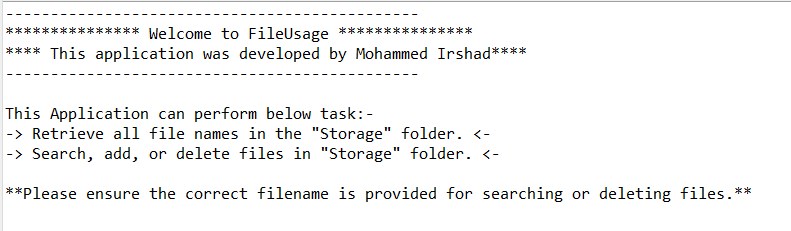 ----------------------------------------------
*************** Welcome to FileUsage ***************
**** This application was developed by Mohammed Irshad****
----------------------------------------------
This Application can perform below task:-
-> Retrieve all file names in the "Storage" folder. <-
-> Search, add, or delete files in "Storage" folder. <-
**Please ensure the correct filename is provided for searching or deleting files.**